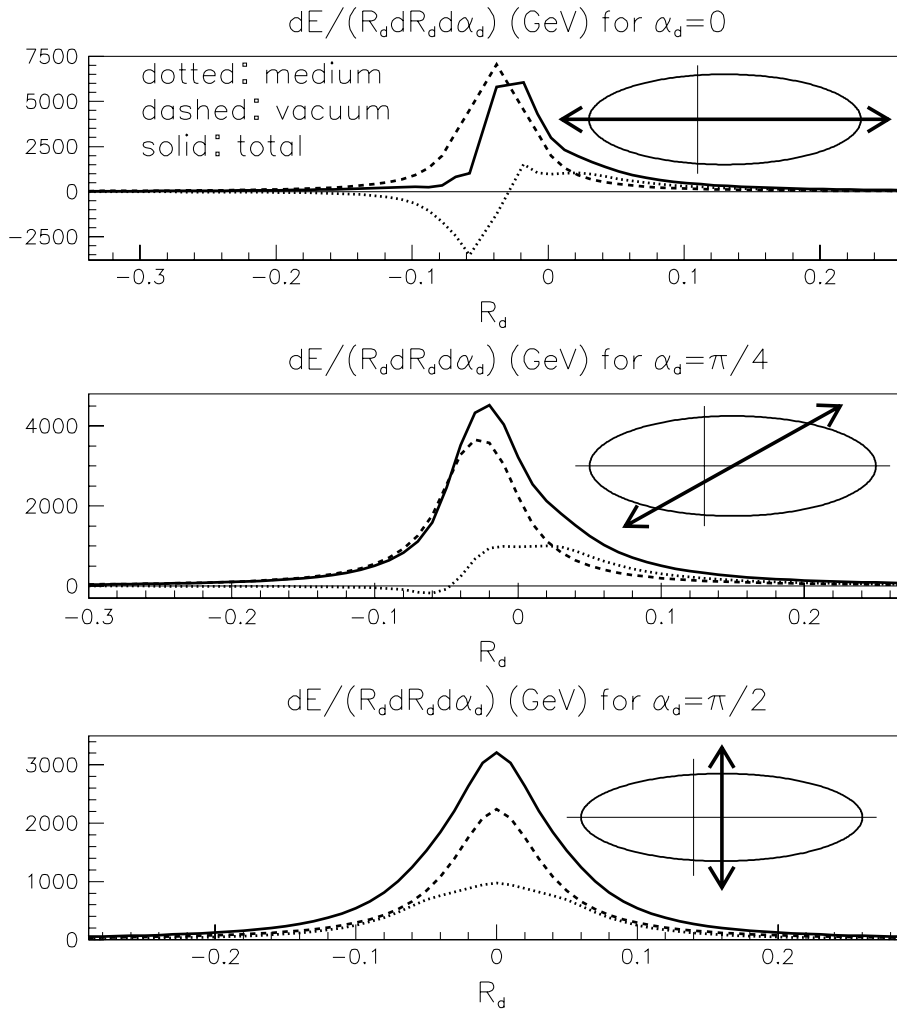 dE/(R_d dR_d dα_d) (GeV) for α_d=0
7500
dotted: medium
dashed: vacuum
solid: total
5000
2500
0
−2500
−0.3 −0.2 −0.1 0 0.1 0.2
R_d
dE/(R_d dR_d dα_d) (GeV) for α_d=π/4
4000
2000
0
−0.3 −0.2 −0.1 0 0.1 0.2
R_d
dE/(R_d dR_d dα_d) (GeV) for α_d=π/2
3000
2000
1000
0
−0.2 −0.1 0 0.1 0.2
R_d